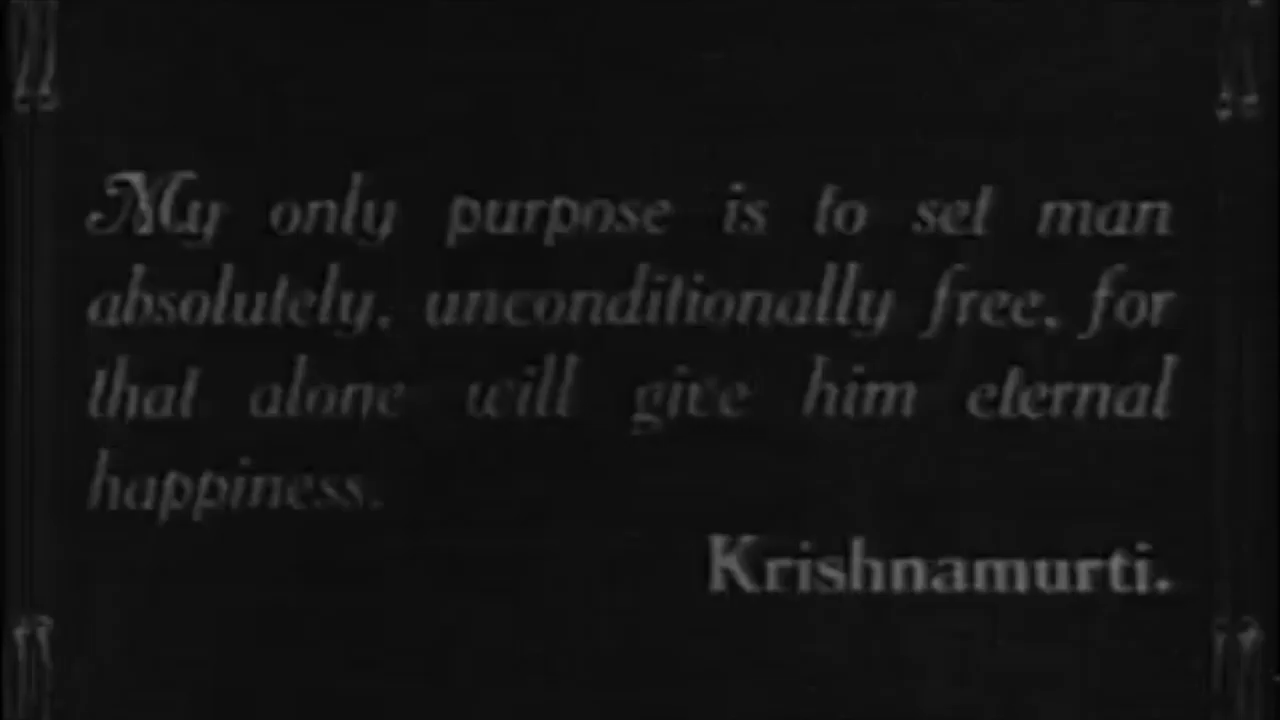 My only purpose is to set man
absolutely, unconditionally free, for
that alone will give him eternal
happiness.
Krishnamurti.